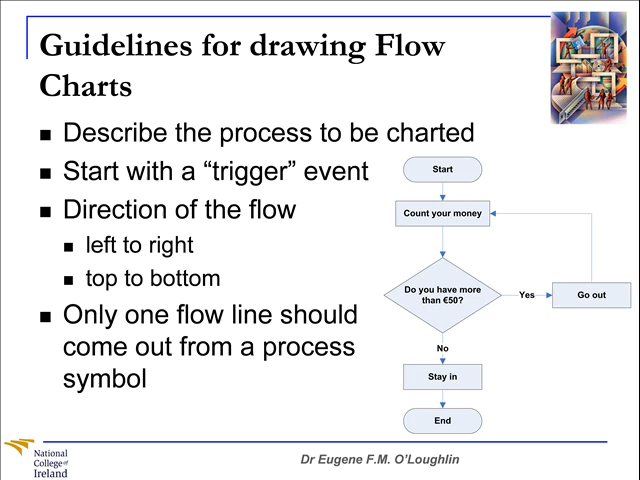 Guidelines for drawing Flow
Charts
Describe the process to be charted
Start with a “trigger” event
Direction of the flow
left to right
top to bottom
Only one flow line should
come out from a process
symbol
Start
Count your money
Do you have more
than €50?
Yes
Go out
No
Stay in
End
National
College of
Ireland
Dr Eugene F.M. O’Loughlin